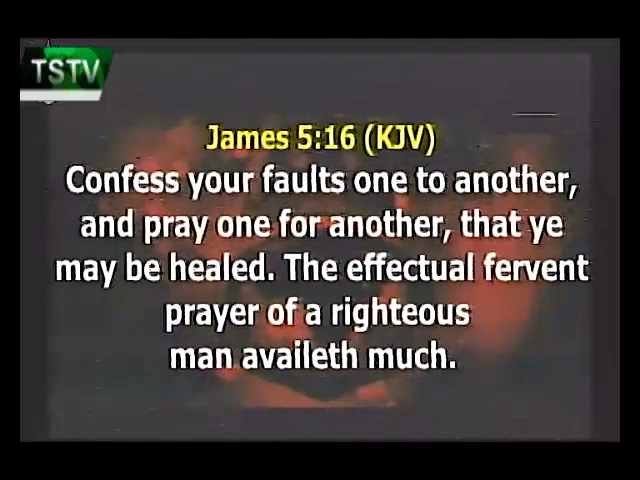 TSTV
James 5:16 (KJV)
Confess your faults one to another,
and pray one for another, that ye
may be healed. The effectual fervent
prayer of a righteous
man availeth much.